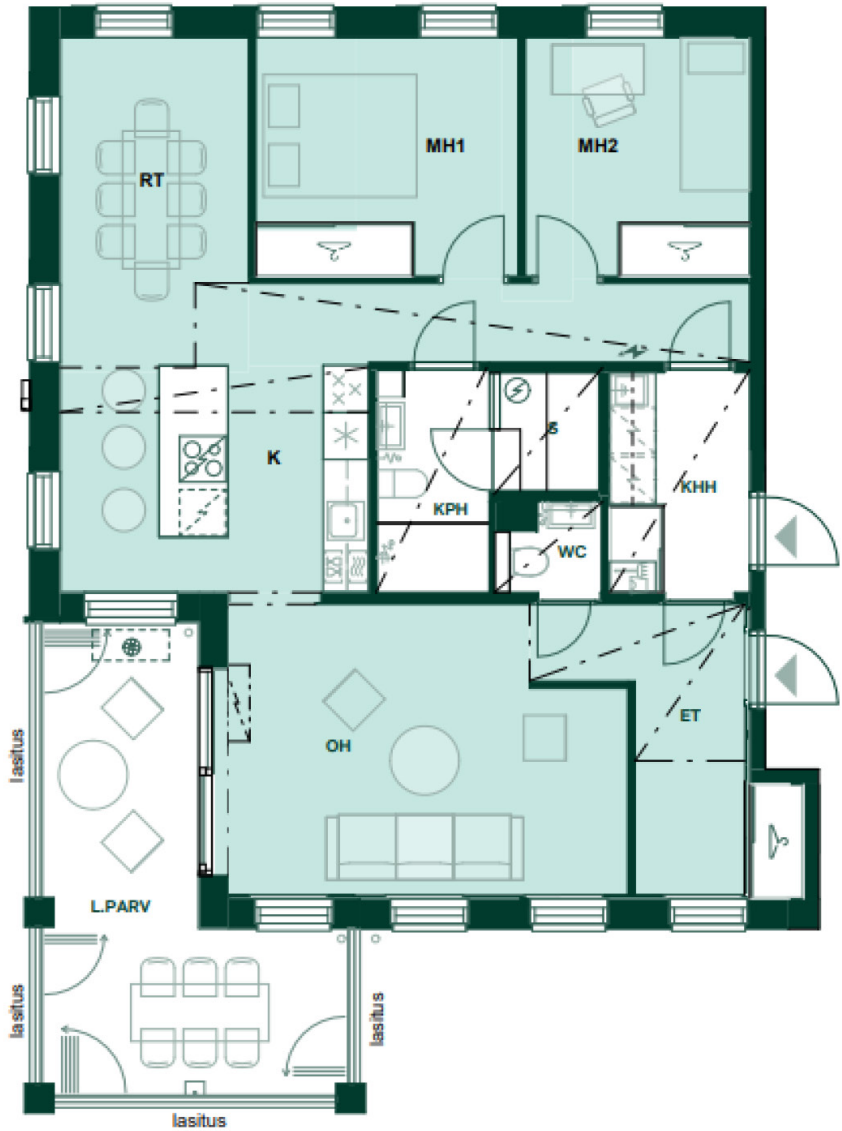 MH1
MH2
RT
K
S
KPH
KHH
WC
ET
OH
lasitus
L.PARV
lasitus
lasitus
lasitus